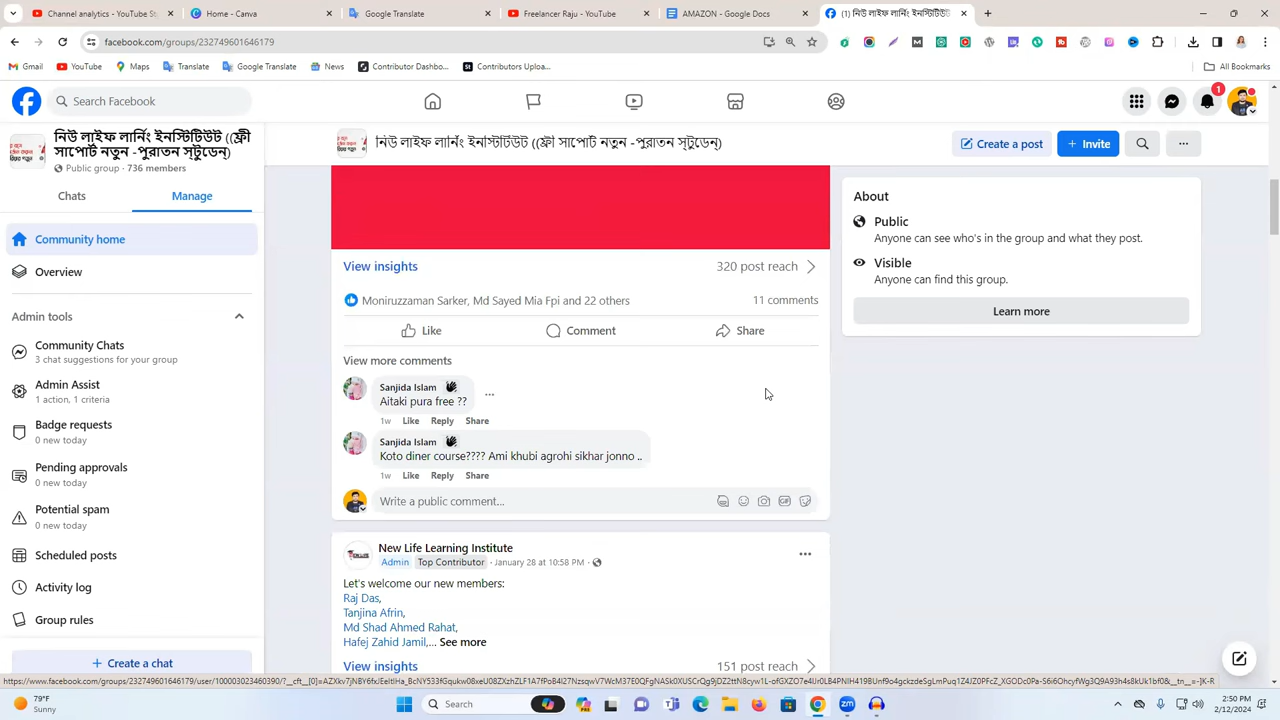 YouTube
Home - Canva
Google Translate
Freelancer Raju - YouTube
AMAZON - Google Docs
facebook.com/groups/232749601646179
Gmail
YouTube
Maps
Translate
Google Translate
News
Contributor Dashbo...
Contributors Uploa...
All Bookmarks
Search Facebook
1
নিউ লাইফ লার্নিং ইনস্টিটিউট ((ফ্রী
সাপোর্ট নতুন -পুরাতন স্টুডেন্)
Public group · 736 members
Chats
Manage
Community home
Overview
Admin tools
Community Chats
3 chat suggestions for your group
Admin Assist
1 action, 1 criteria
Badge requests
0 new today
Pending approvals
0 new today
Potential spam
0 new today
Scheduled posts
Activity log
Group rules
+ Create a chat
নিউ লাইফ লার্নিং ইনস্টিটিউট ((ফ্রী সাপোর্ট নতুন -পুরাতন স্টুডেন্)
Create a post
+ Invite
View insights
320 post reach
Moniruzzaman Sarker, Md Sayed Mia Fpi and 22 others
11 comments
Like
Comment
Share
View more comments
Sanjida Islam
Aitaki pura free ??
1w Like Reply Share
Sanjida Islam
Koto diner course???? Ami khubi agrohi sikhar jonno ..
1w Like Reply Share
Write a public comment...
New Life Learning Institute
Admin Top Contributor · January 28 at 10:58 PM ·
Let's welcome our new members:
Raj Das,
Tanjina Afrin,
Md Shad Ahmed Rahat,
Hafej Zahid Jamil,... See more
View insights
151 post reach
About
Public
Anyone can see who's in the group and what they post.
Visible
Anyone can find this group.
Learn more
79°F
Sunny
Search
2:50 PM
2/12/2024